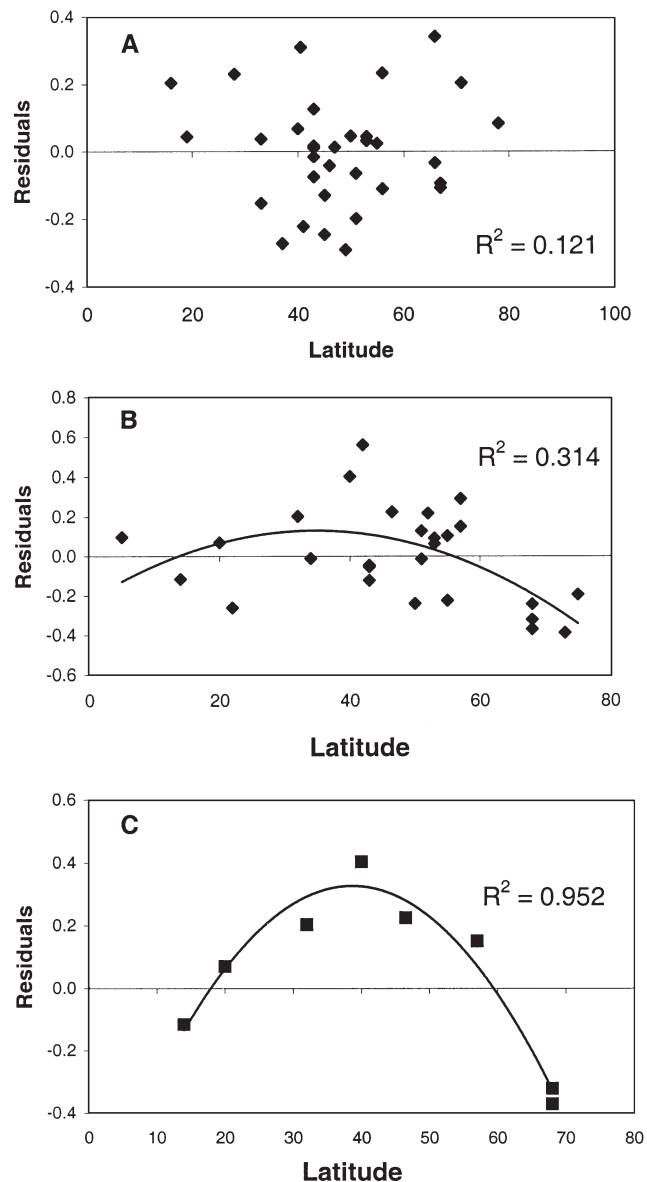 A
0.4
0.2
0.0
-0.2
-0.4
Residuals
R² = 0.121
0 20 40 60 80 100
Latitude
B
0.8
0.6
0.4
0.2
0.0
-0.2
-0.4
-0.6
Residuals
R² = 0.314
0 20 40 60 80
Latitude
C
0.6
0.4
0.2
0.0
-0.2
-0.4
Residuals
R² = 0.952
0 10 20 30 40 50 60 70 80
Latitude